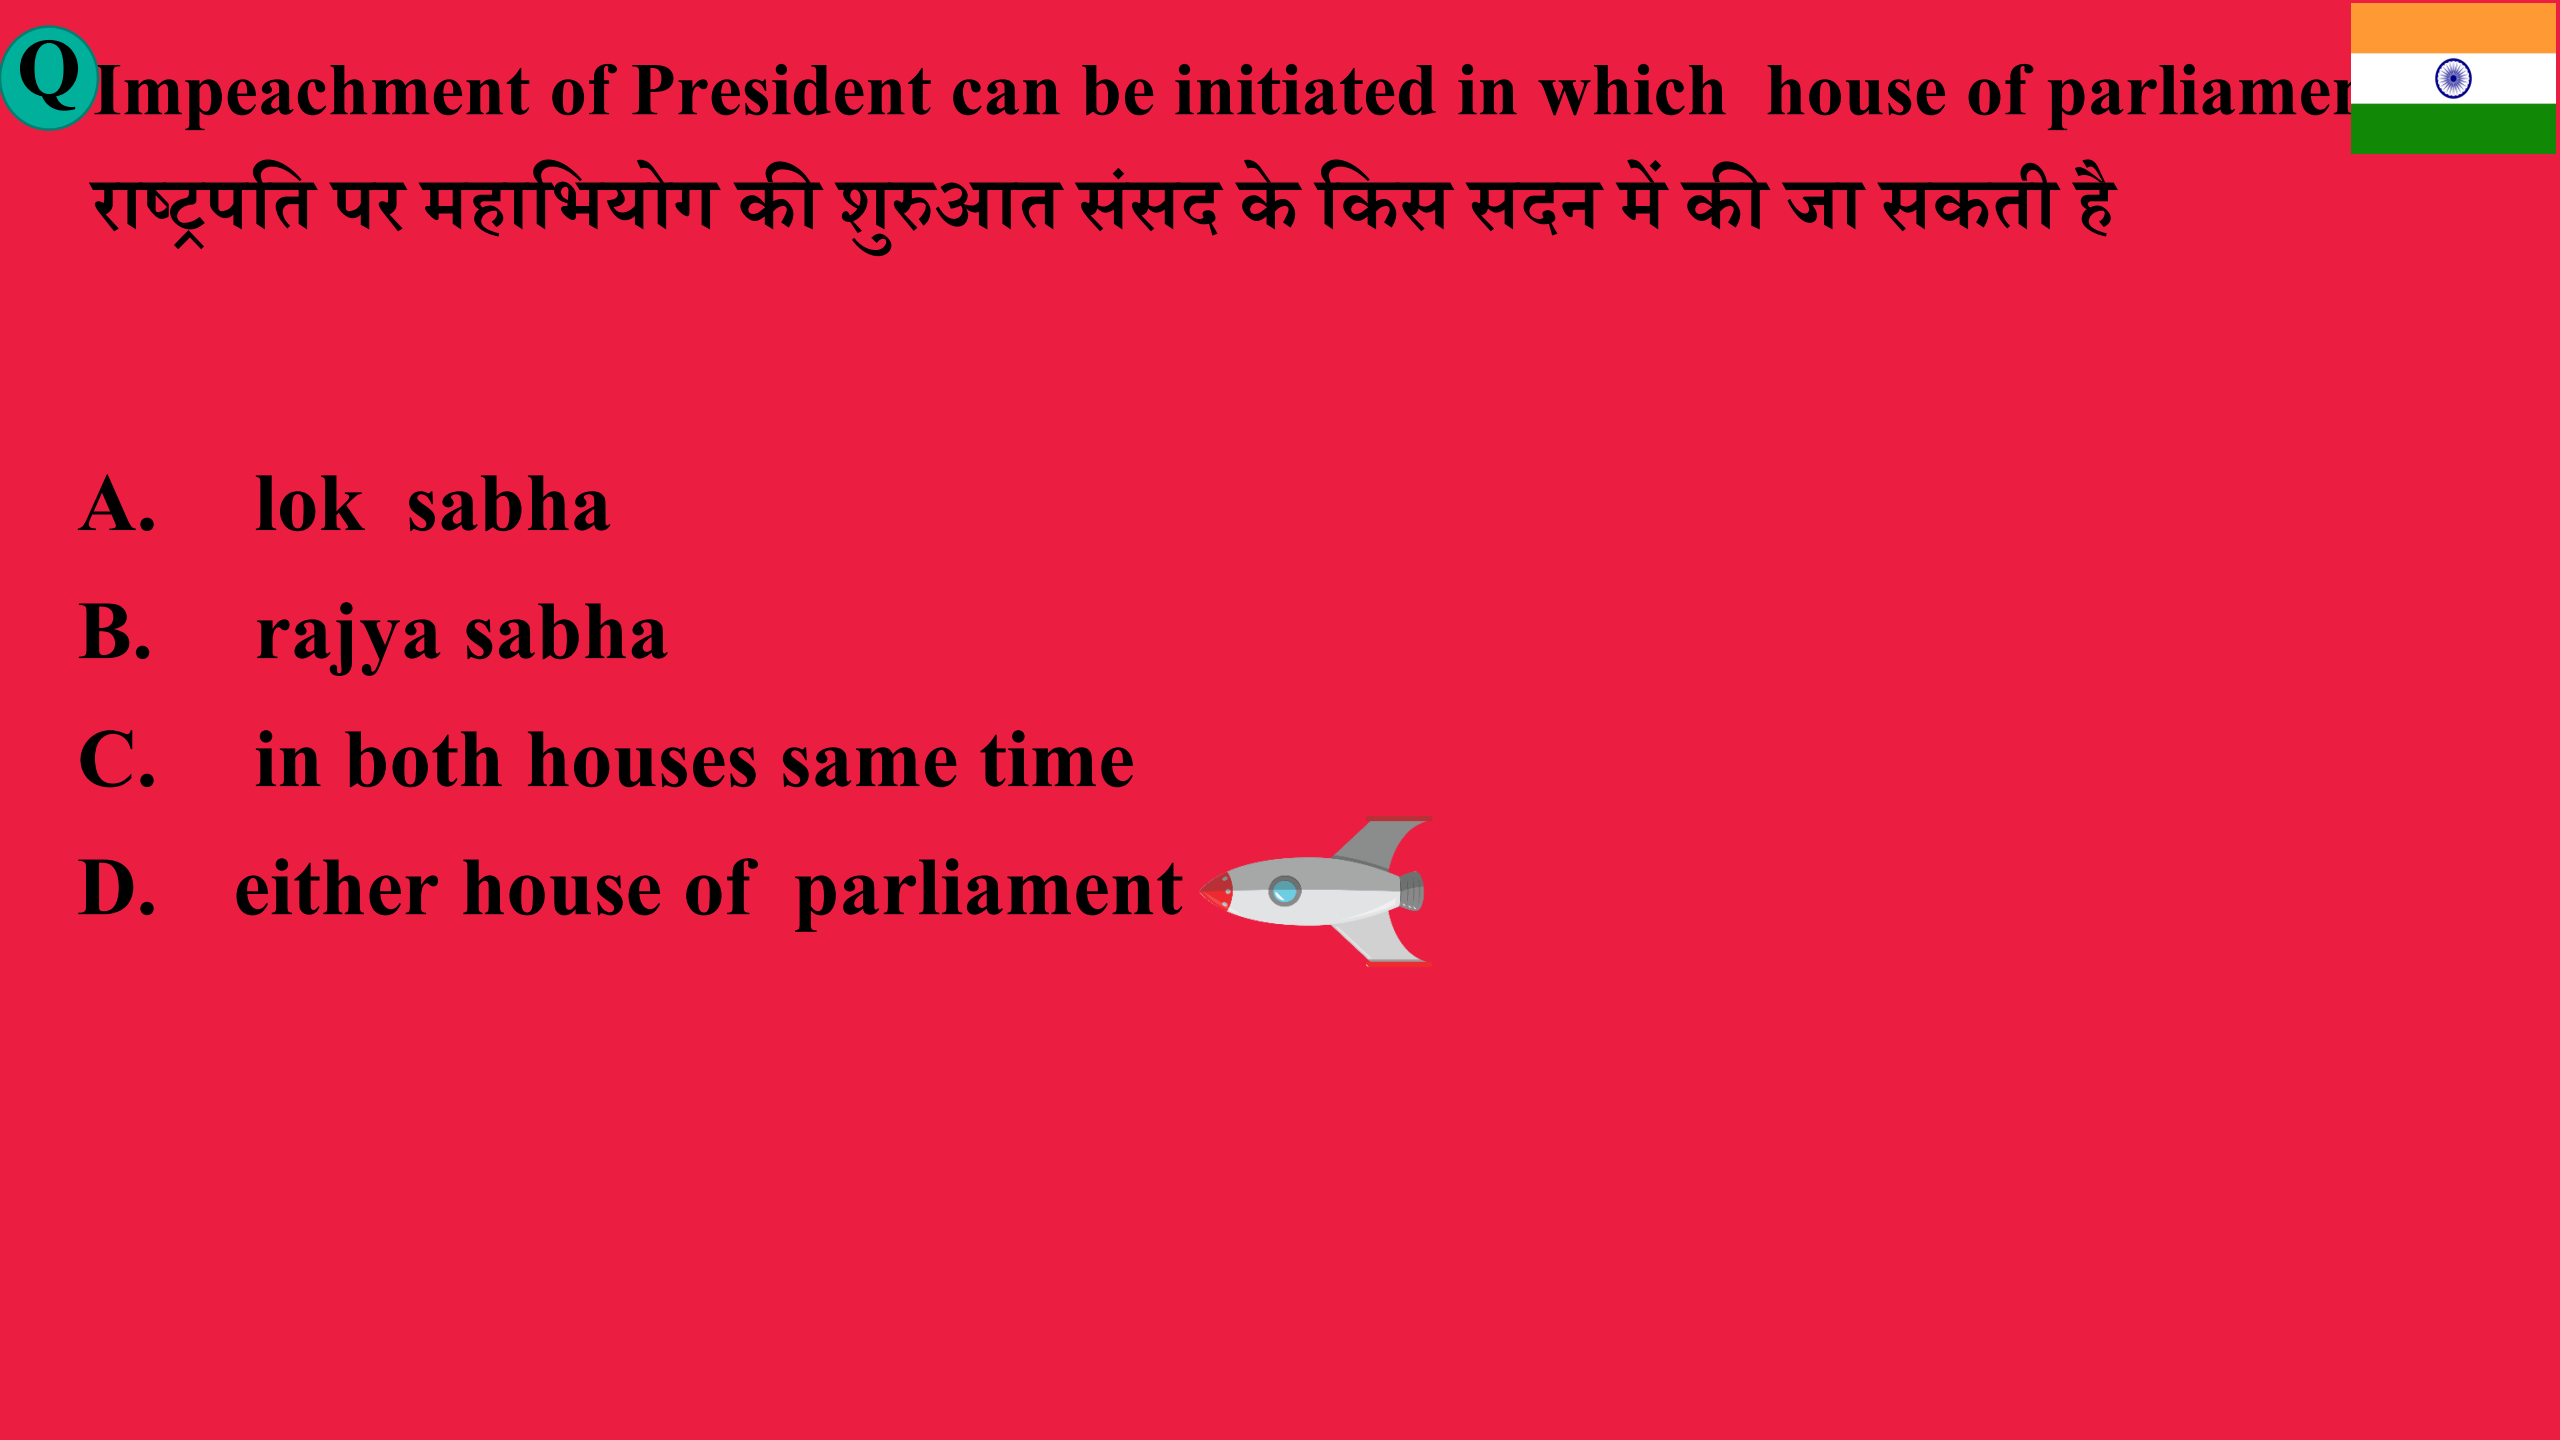 Q Impeachment of President can be initiated in which house of parliamen
राष्ट्रपति पर महाभियोग की शुरुआत संसद के किस सदन में की जा सकती है
A. lok sabha
B. rajya sabha
C. in both houses same time
D. either house of parliament